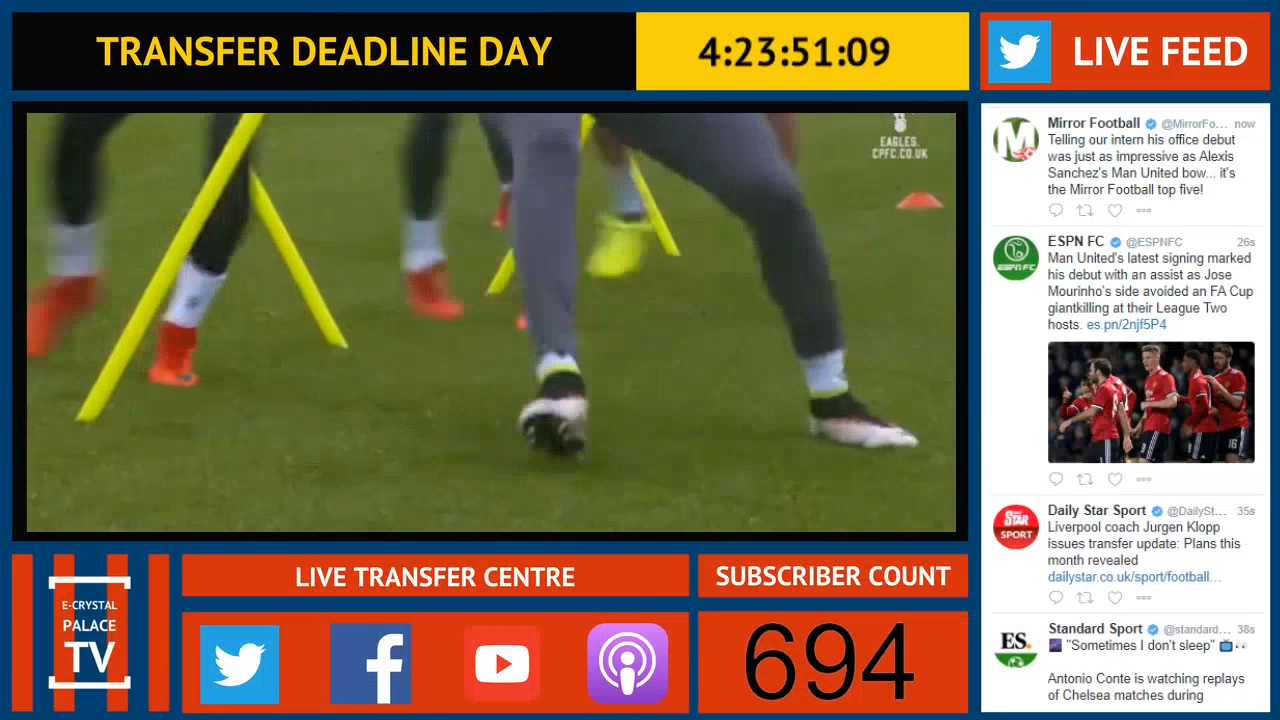 TRANSFER DEADLINE DAY
4:23:51:09
LIVE FEED
EAGLES.
CPFC.CO.UK
Mirror Football @MirrorFo... now
Telling our intern his office debut
was just as impressive as Alexis
Sanchez's Man United bow... it's
the Mirror Football top five!
ESPN FC @ESPNFC 26s
Man United's latest signing marked
his debut with an assist as Jose
Mourinho's side avoided an FA Cup
giantkilling at their League Two
hosts. es.pn/2njf5P4
ESPN FC
16
STAR
SPORT
Daily Star Sport @DailySt... 35s
Liverpool coach Jurgen Klopp
issues transfer update: Plans this
month revealed
dailystar.co.uk/sport/football...
ES.
Standard Sport @standard... 38s
"Sometimes I don't sleep"
Antonio Conte is watching replays
of Chelsea matches during
E-CRYSTAL
PALACE
TV
LIVE TRANSFER CENTRE
SUBSCRIBER COUNT
694